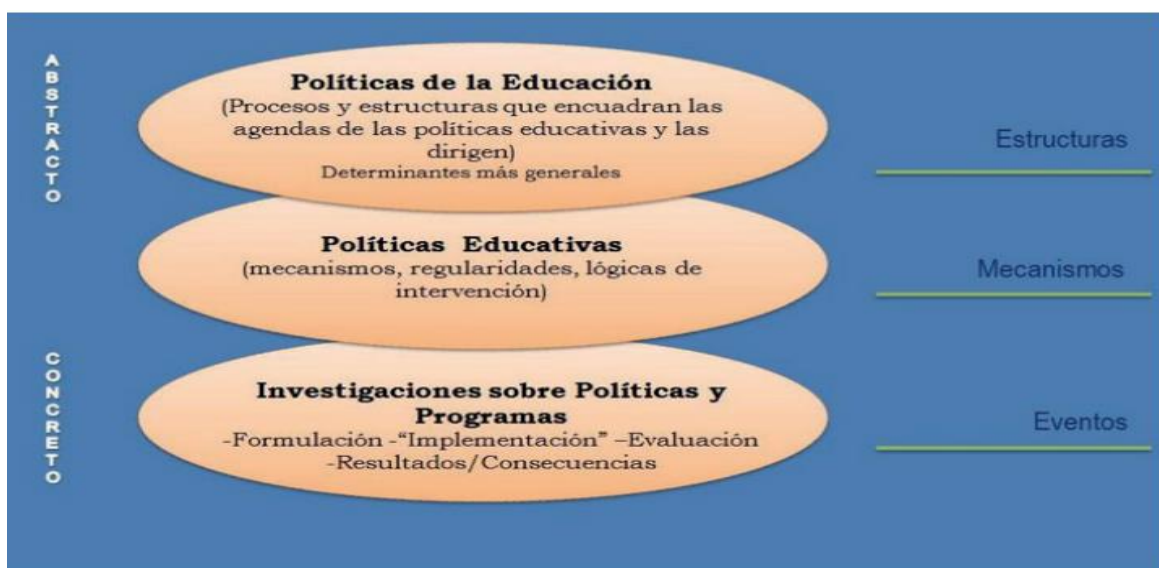 ABSTRACTO
Políticas de la Educación
(Procesos y estructuras que encuadran las
agendas de las políticas educativas y las
dirigen)
Determinantes más generales
Estructuras
Políticas Educativas
(mecanismos, regularidades, lógicas de
intervención)
Mecanismos
CONCRETO
Investigaciones sobre Políticas y
Programas
-Formulación -“Implementación” –Evaluación
-Resultados/Consecuencias
Eventos